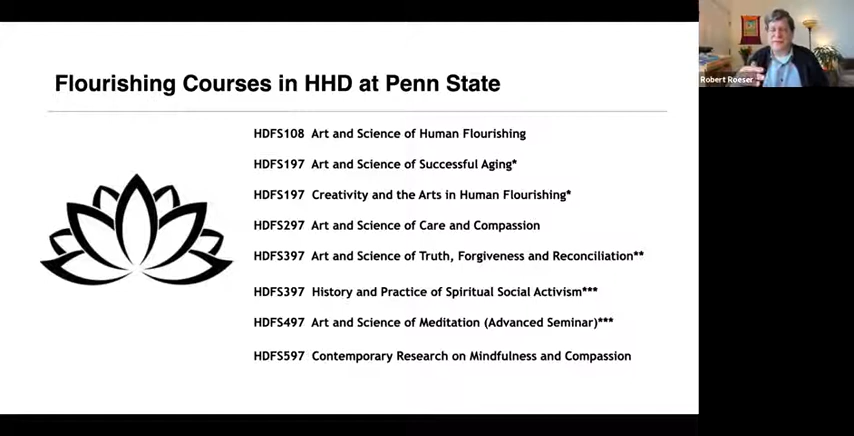 Flourishing Courses in HHD at Penn State
HDFS108 Art and Science of Human Flourishing
HDFS197 Art and Science of Successful Aging*
HDFS197 Creativity and the Arts in Human Flourishing*
HDFS297 Art and Science of Care and Compassion
HDFS397 Art and Science of Truth, Forgiveness and Reconciliation**
HDFS397 History and Practice of Spiritual Social Activism***
HDFS497 Art and Science of Meditation (Advanced Seminar)***
HDFS597 Contemporary Research on Mindfulness and Compassion
Robert Roeser